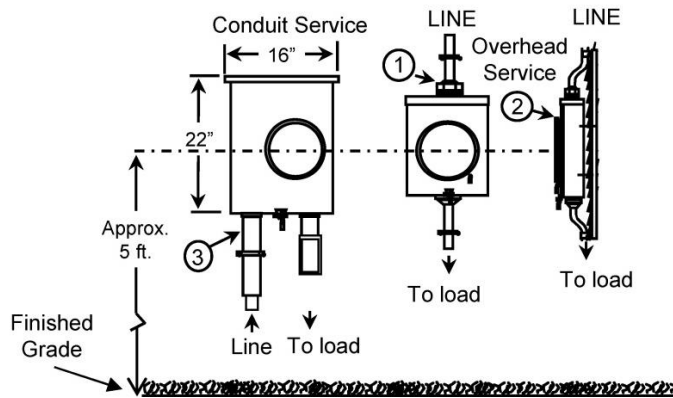 Conduit Service
16"
22"
Approx.
5 ft.
3
Line
To load
LINE
1
To load
LINE
Overhead
Service
2
To load
Finished
Grade